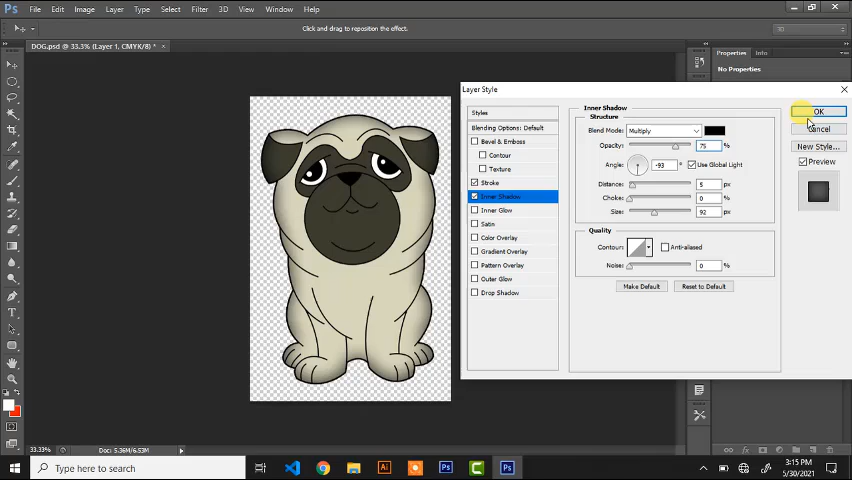 Ps File Edit Image Layer Type Select Filter 3D View Window Help
Click and drag to reposition the effect.
3D
DOG.psd @ 33.3% (Layer 1, CMYK/8) * ×
Properties Info
No Properties
Layer Style
Styles
Blending Options: Default
Bevel & Emboss
Contour
Texture
Stroke
Inner Shadow
Inner Glow
Satin
Color Overlay
Gradient Overlay
Pattern Overlay
Outer Glow
Drop Shadow
Inner Shadow
Structure
Blend Mode: Multiply
Opacity: 75 %
Angle: -93 ° Use Global Light
Distance: 5 px
Choke: 0 %
Size: 92 px
Quality
Contour: Anti-aliased
Noise: 0 %
Make Default Reset to Default
OK
Cancel
New Style...
Preview
33.33% Doc: 5.36M/6.53M
Type here to search
Ai Ps C Ps
3:15 PM
5/30/2021